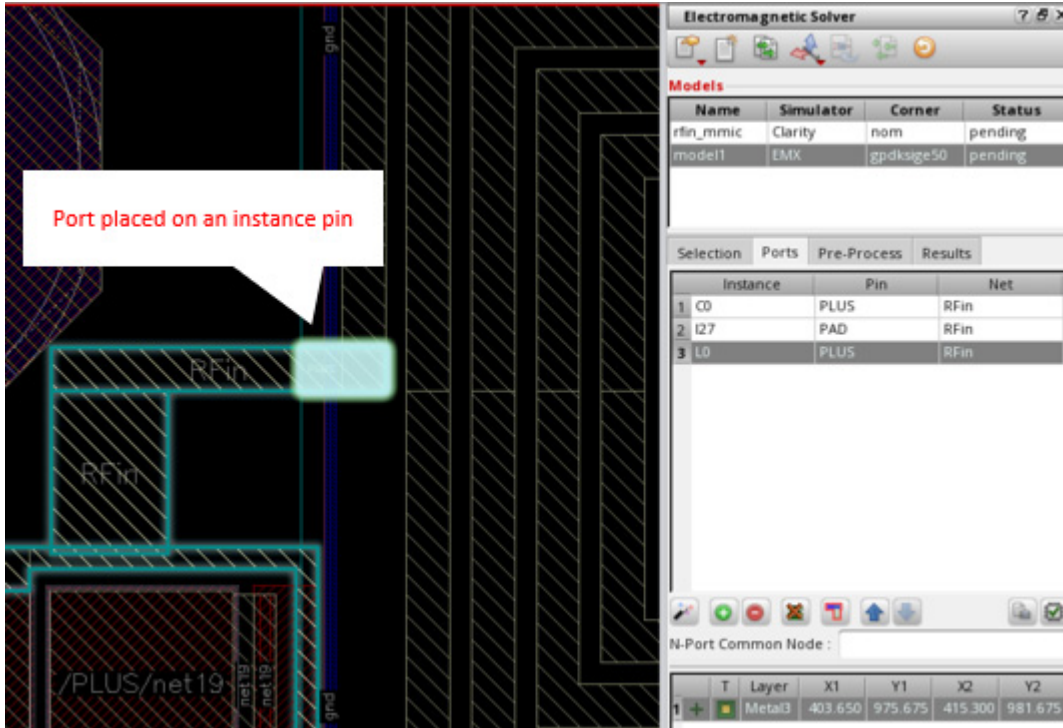 gnd
Port placed on an instance pin
RFin
RFin
/PLUS/net19
net19
net19
gnd
Electromagnetic Solver
Models
Name Simulator Corner Status
rfin_mmic Clarity nom pending
model1 EMX gpdksige50 pending
Selection Ports Pre-Process Results
Instance Pin Net
1 C0 PLUS RFin
2 I27 PAD RFin
3 L0 PLUS RFin
N-Port Common Node :
T Layer X1 Y1 X2 Y2
1 Metal3 403.650 975.675 415.300 981.675